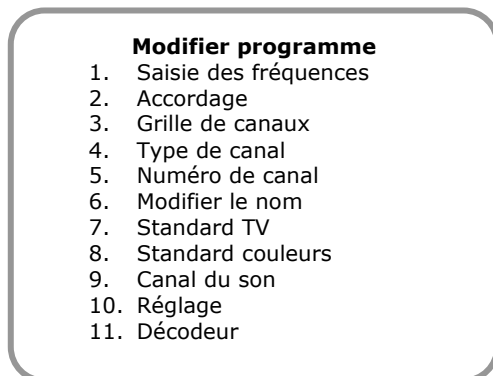 Modifier programme
1. Saisie des fréquences
2. Accordage
3. Grille de canaux
4. Type de canal
5. Numéro de canal
6. Modifier le nom
7. Standard TV
8. Standard couleurs
9. Canal du son
10. Réglage
11. Décodeur